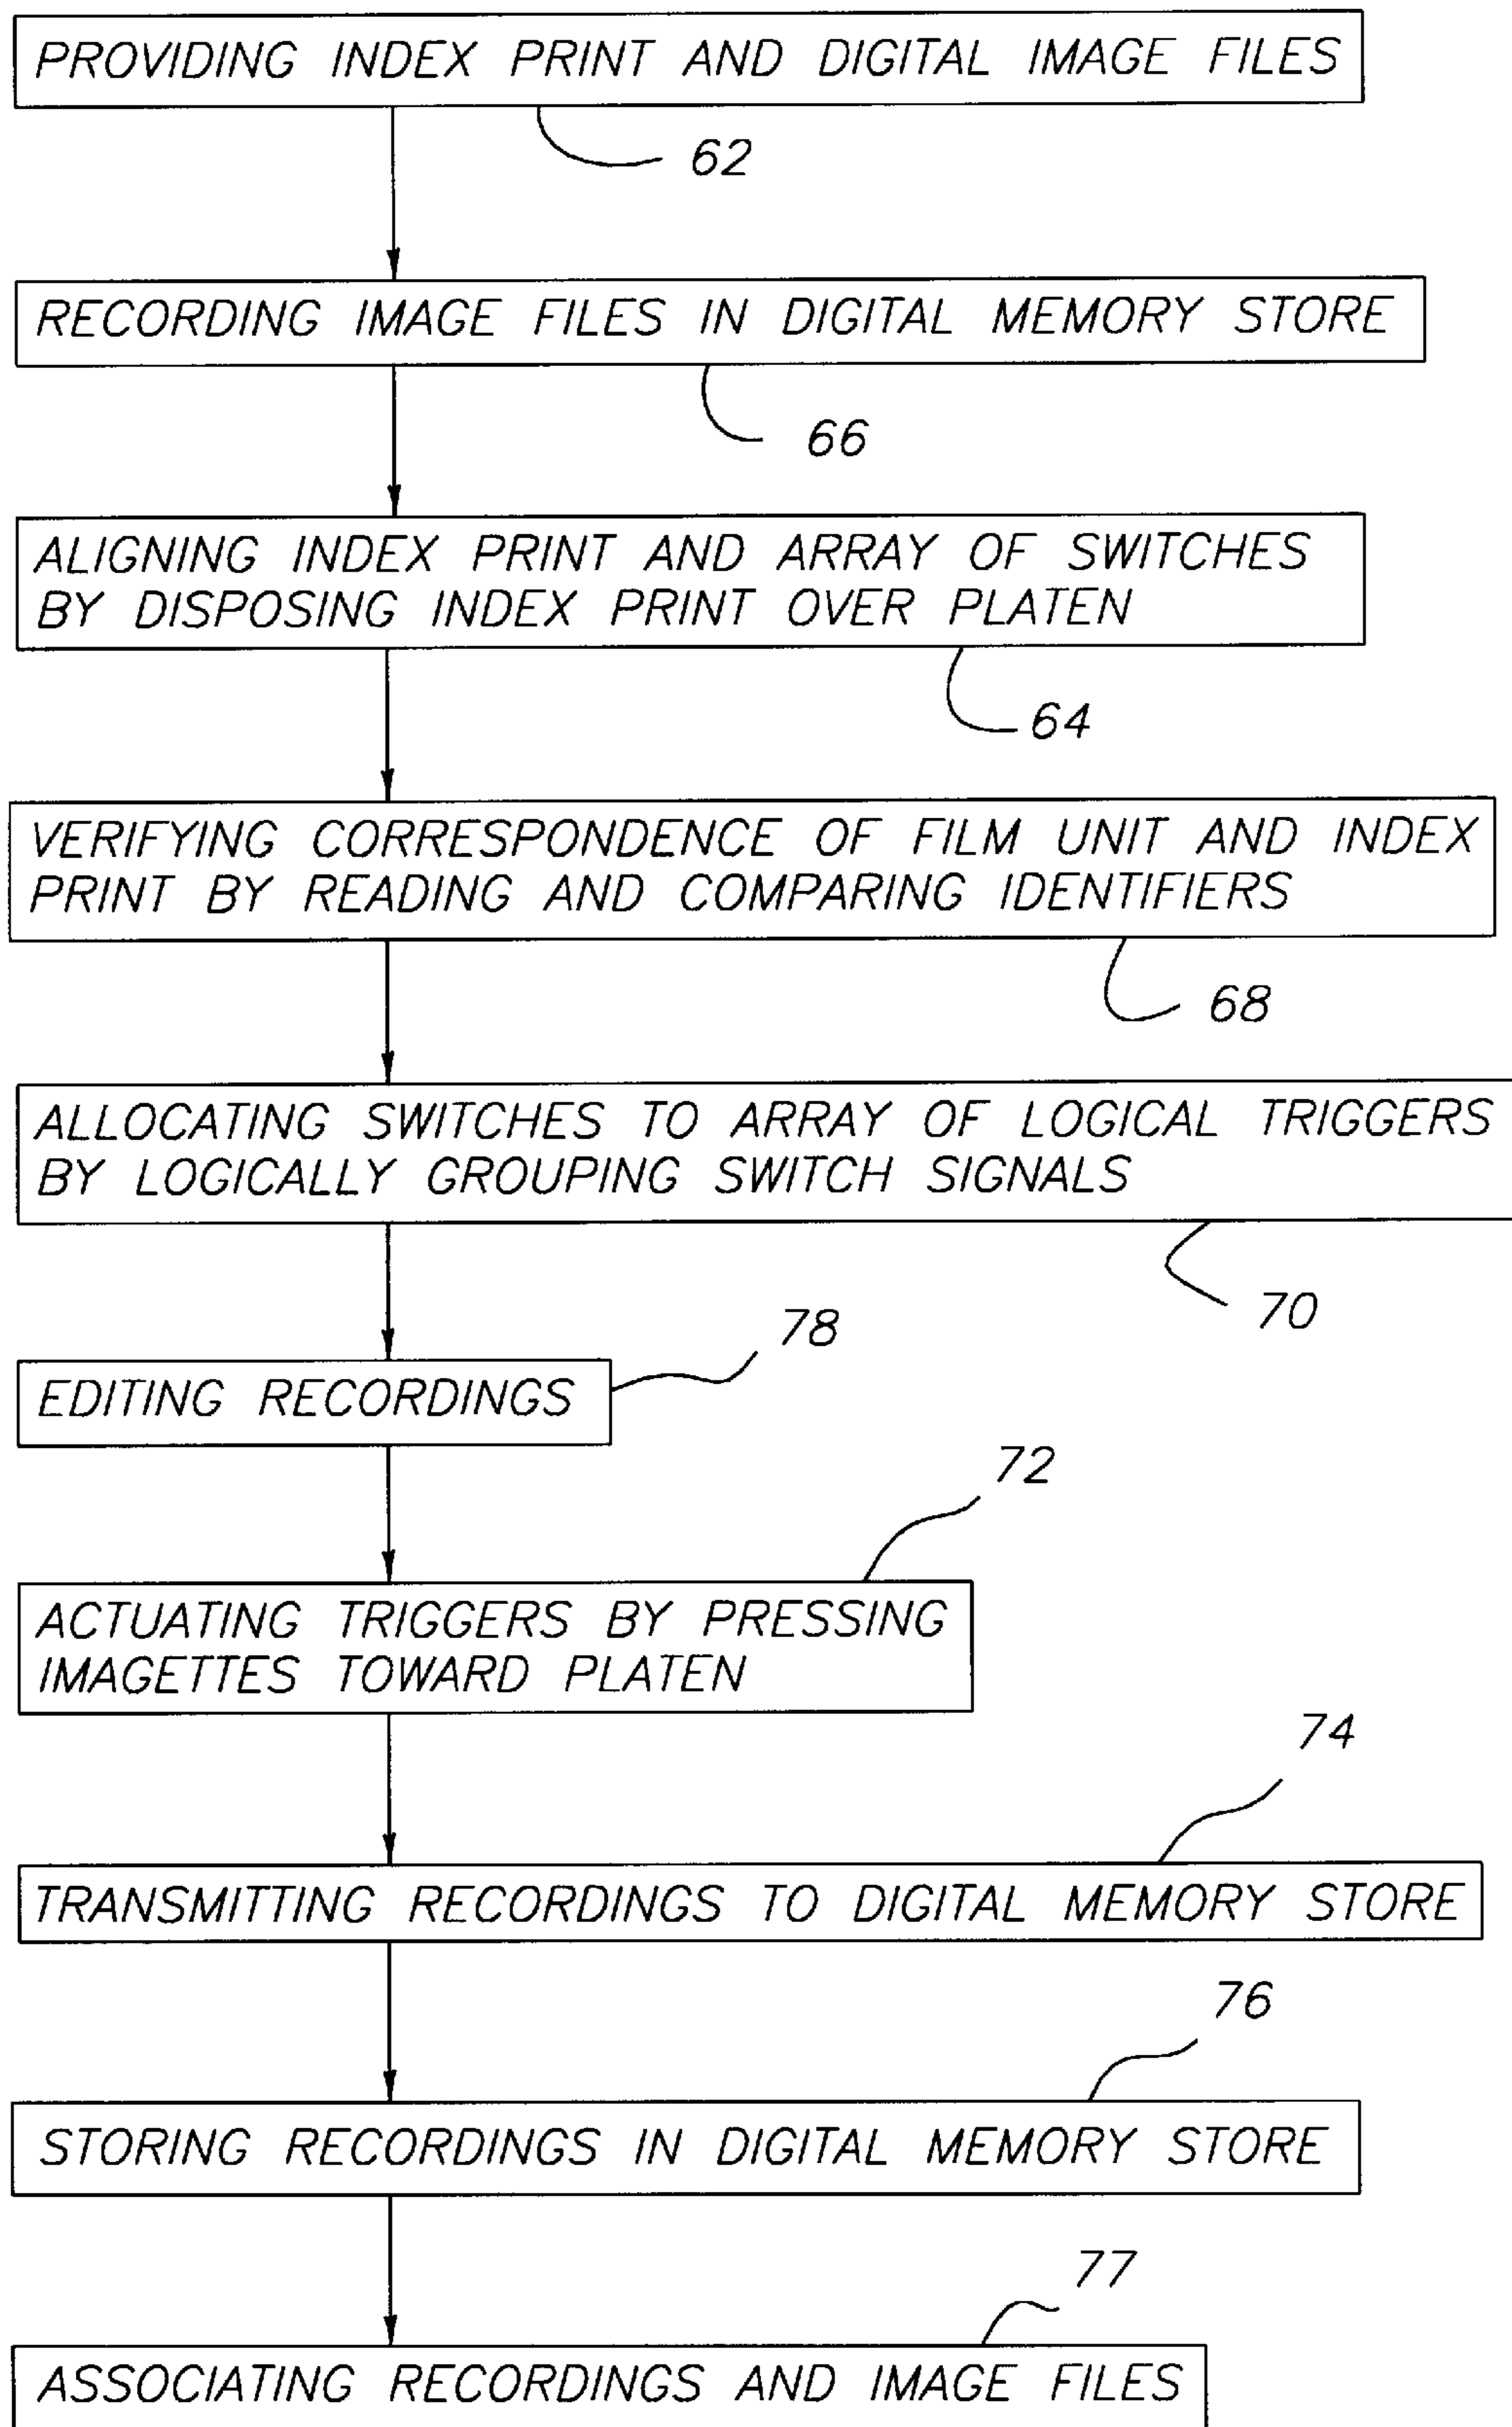 PROVIDING INDEX PRINT AND DIGITAL IMAGE FILES
62
RECORDING IMAGE FILES IN DIGITAL MEMORY STORE
66
ALIGNING INDEX PRINT AND ARRAY OF SWITCHES
BY DISPOSING INDEX PRINT OVER PLATEN
64
VERIFYING CORRESPONDENCE OF FILM UNIT AND INDEX
PRINT BY READING AND COMPARING IDENTIFIERS
68
ALLOCATING SWITCHES TO ARRAY OF LOGICAL TRIGGERS
BY LOGICALLY GROUPING SWITCH SIGNALS
70
78
EDITING RECORDINGS
72
ACTUATING TRIGGERS BY PRESSING
IMAGETTES TOWARD PLATEN
74
TRANSMITTING RECORDINGS TO DIGITAL MEMORY STORE
76
STORING RECORDINGS IN DIGITAL MEMORY STORE
77
ASSOCIATING RECORDINGS AND IMAGE FILES